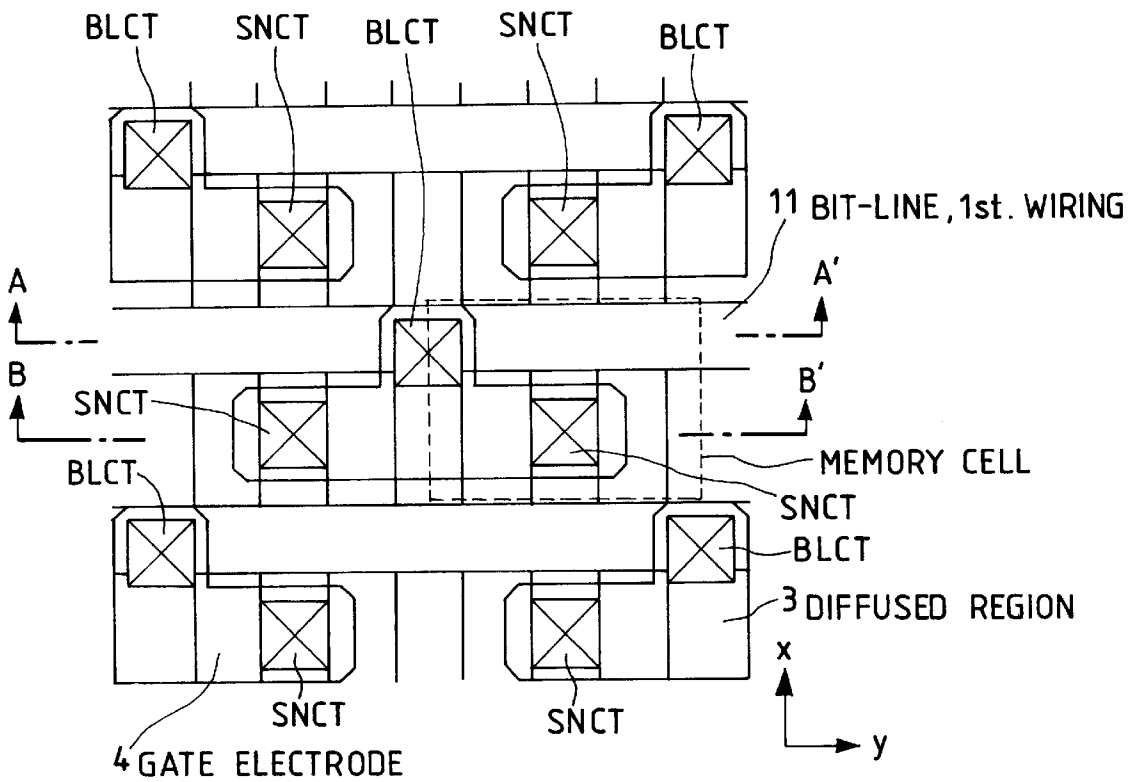 BLCT
SNCT
BLCT
SNCT
BLCT
11 BIT-LINE, 1st. WIRING
A
A'
B
B'
SNCT
MEMORY CELL
BLCT
SNCT
BLCT
3 DIFFUSED REGION
x
SNCT
SNCT
y
4 GATE ELECTRODE